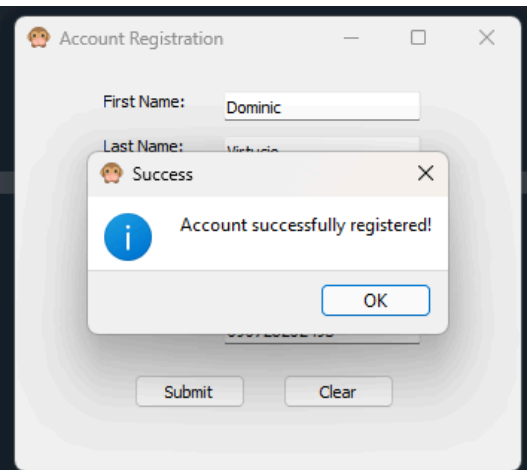 Account Registration
First Name:
Dominic
Last Name:
Success
Account successfully registered!
OK
Submit
Clear